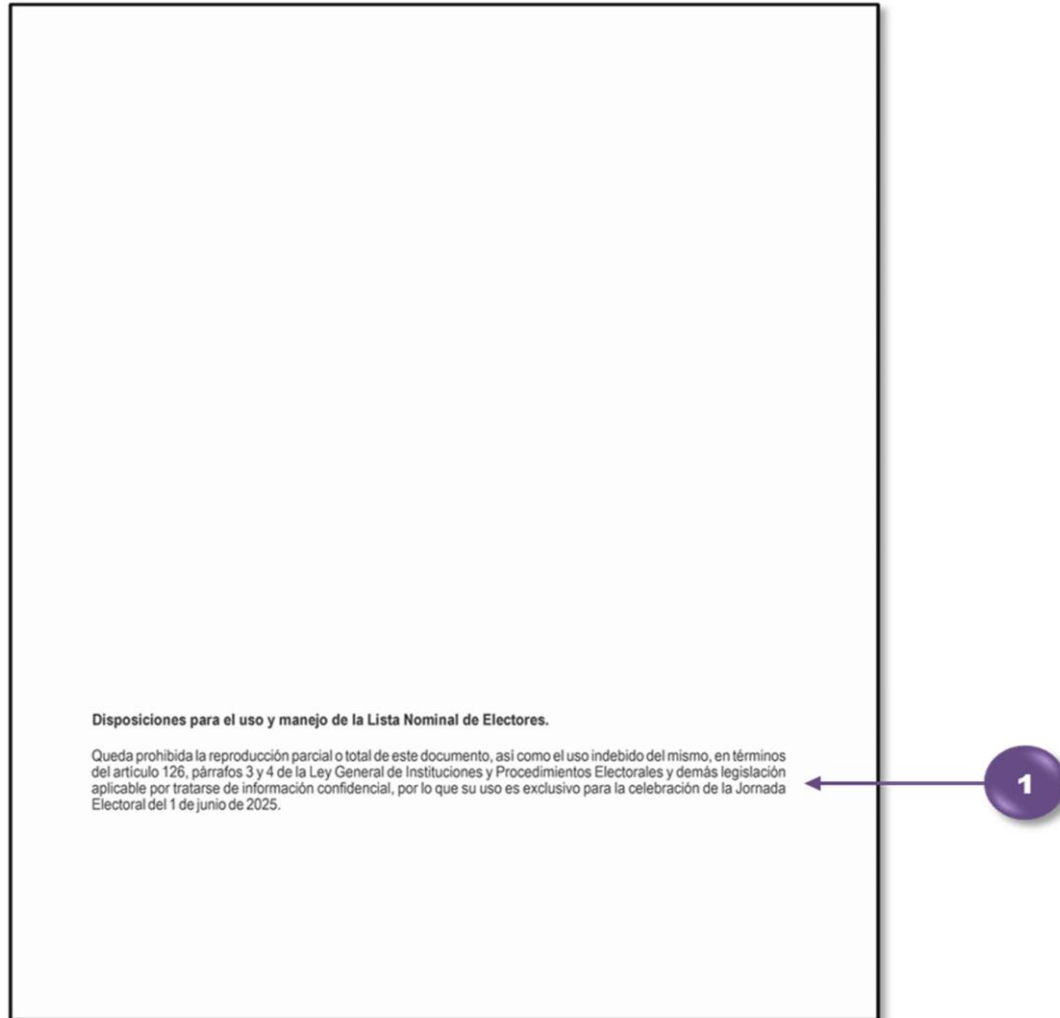 Disposiciones para el uso y manejo de la Lista Nominal de Electores.
Queda prohibida la reproducción parcial o total de este documento, así como el uso indebido del mismo, en términos
del artículo 126, párrafos 3 y 4 de la Ley General de Instituciones y Procedimientos Electorales y demás legislación
aplicable por tratarse de información confidencial, por lo que su uso es exclusivo para la celebración de la Jornada
Electoral del 1 de junio de 2025.
1